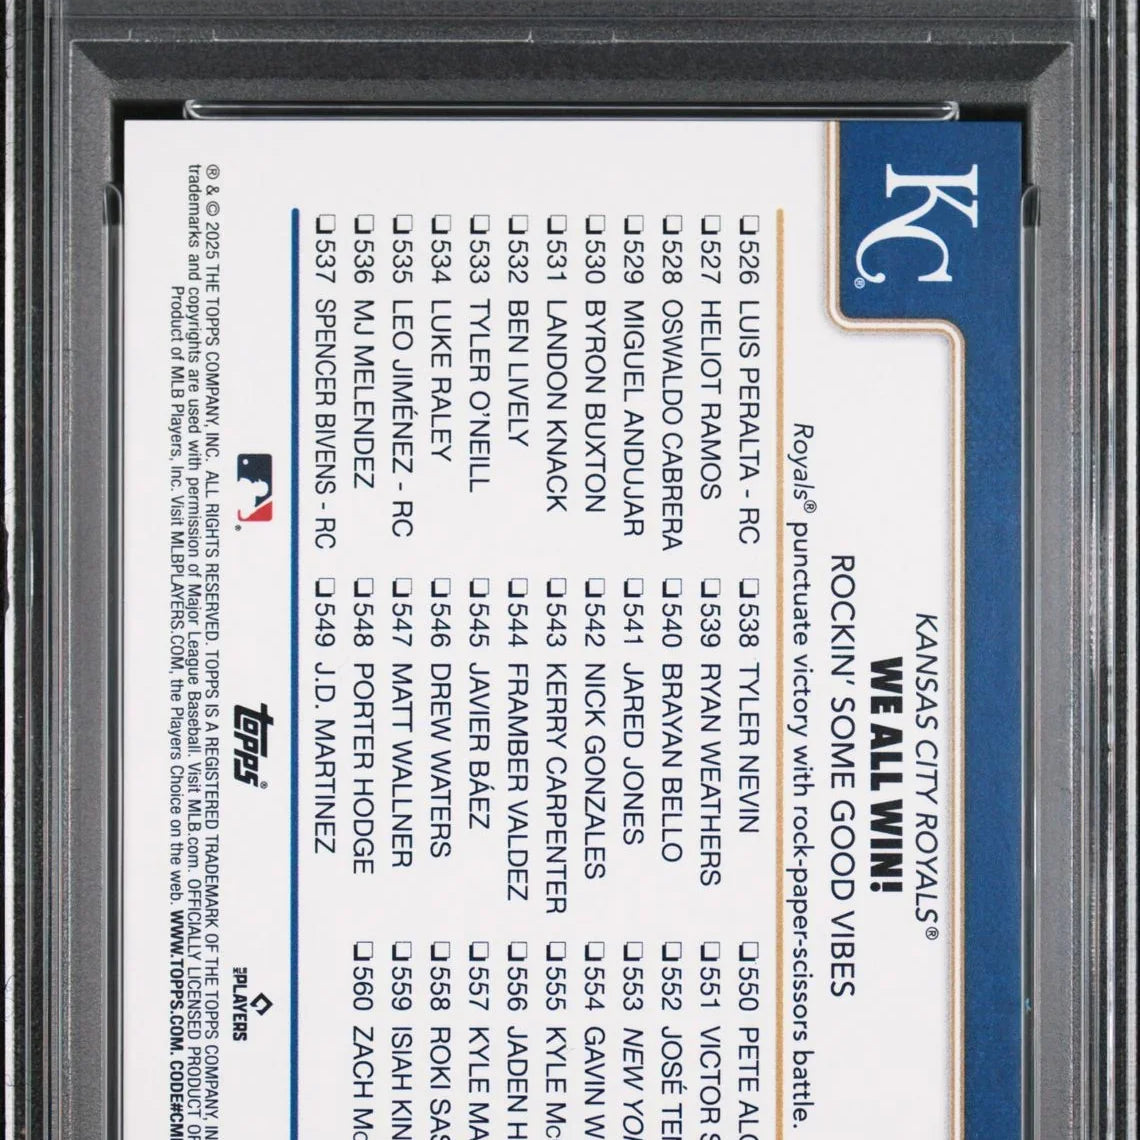 KC®
KANSAS CITY ROYALS®
WE ALL WIN!
ROCKIN' SOME GOOD VIBES
Royals® punctuate victory with rock-paper-scissors battle.
❑526 LUIS PERALTA - RC
❑527 HELIOT RAMOS
❑528 OSWALDO CABRERA
❑529 MIGUEL ANDUJAR
❑530 BYRON BUXTON
❑531 LANDON KNACK
❑532 BEN LIVELY
❑533 TYLER O'NEILL
❑534 LUKE RALEY
❑535 LEO JIMÉNEZ - RC
❑536 MJ MELENDEZ
❑537 SPENCER BIVENS - RC
❑538 TYLER NEVIN
❑539 RYAN WEATHERS
❑540 BRAYAN BELLO
❑541 JARED JONES
❑542 NICK GONZALES
❑543 KERRY CARPENTER
❑544 FRAMBER VALDEZ
❑545 JAVIER BÁEZ
❑546 DREW WATERS
❑547 MATT WALLNER
❑548 PORTER HODGE
❑549 J.D. MARTINEZ
❑550 PETE
❑551 VICTOR
❑552 JOSÉ
❑553 NEW
❑554 GAVIN
❑555 KYLE
❑556 JADEN
❑557 KYLE
❑558 ROKI
❑559 ISIAH
❑560 ZACH
topps®
MLB PLAYERS
® & © 2025 THE TOPPS COMPANY, INC. ALL RIGHTS RESERVED. TOPPS IS A REGISTERED TRADEMARK OF THE TOPPS COMPANY,
trademarks and copyrights are used with permission of Major League Baseball. Visit MLB.com. OFFICIALLY LICENSED PRODUCT
Product of MLB Players, Inc. Visit MLBPLAYERS.COM, the Players Choice on the web. WWW.TOPPS.COM. CODE#CM